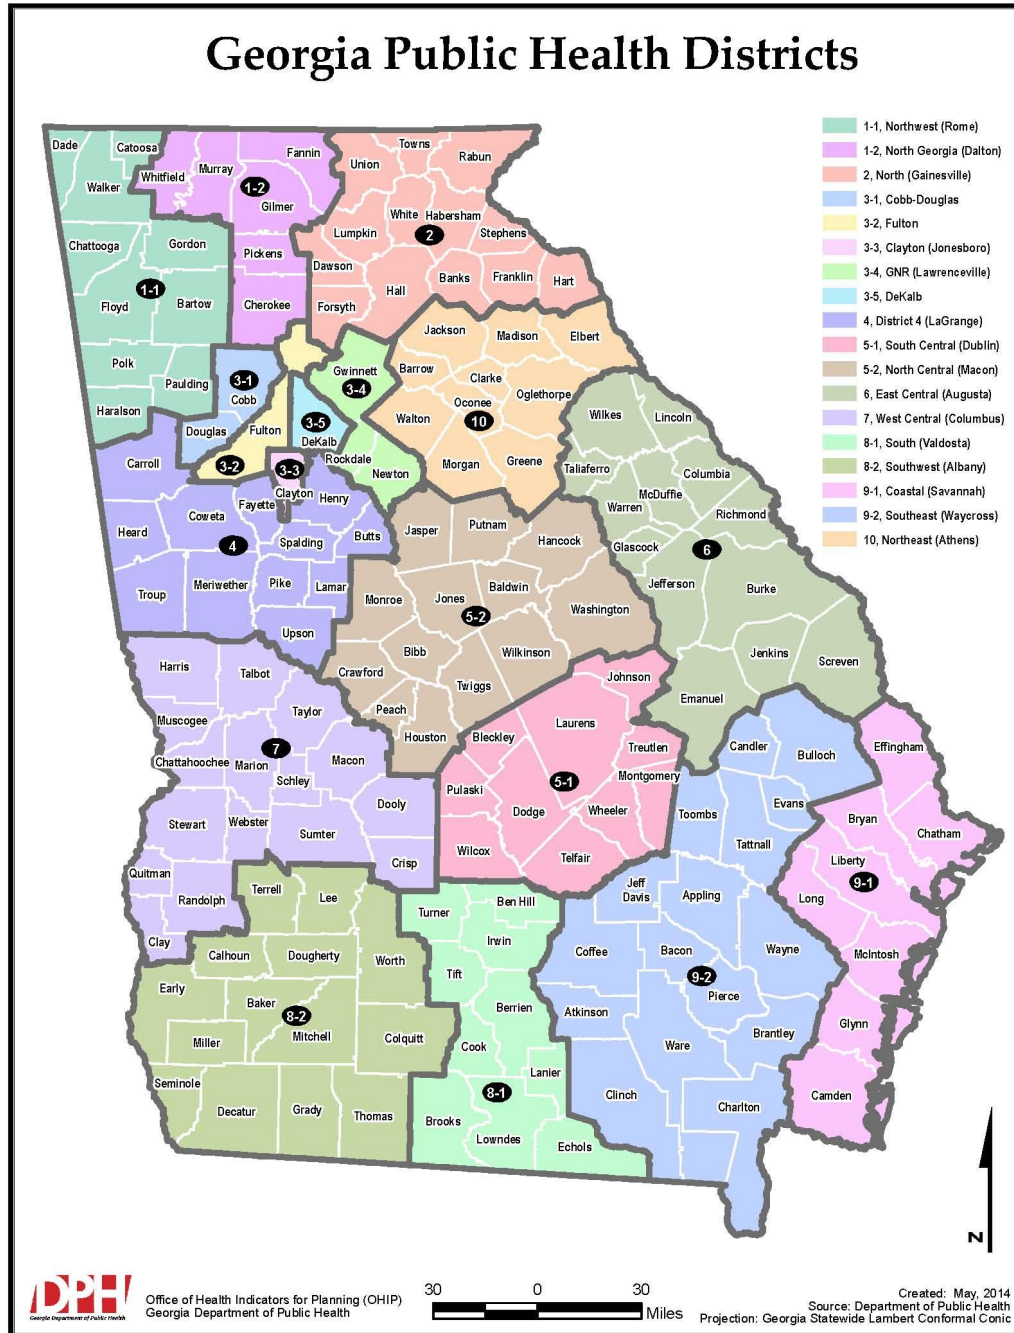 Georgia Public Health Districts
1-1, Northwest (Rome)
1-2, North Georgia (Dalton)
2, North (Gainesville)
3-1, Cobb-Douglas
3-2, Fulton
3-3, Clayton (Jonesboro)
3-4, GNR (Lawrenceville)
3-5, DeKalb
4, District 4 (LaGrange)
5-1, South Central (Dublin)
5-2, North Central (Macon)
6, East Central (Augusta)
7, West Central (Columbus)
8-1, South (Valdosta)
8-2, Southwest (Albany)
9-1, Coastal (Savannah)
9-2, Southeast (Waycross)
10, Northeast (Athens)
Dade
Catoosa
Walker
Chattooga
Gordon
1-1
Floyd
Bartow
Polk
Paulding
Haralson
Whitfield
Murray
Fannin
1-2
Gilmer
Pickens
Cherokee
Towns
Union
Rabun
White
Habersham
Lumpkin
2
Stephens
Dawson
Banks
Franklin
Hart
Hall
Forsyth
3-1
Cobb
Douglas
Fulton
3-2
3-3
Clayton
Gwinnett
3-4
Rockdale
Newton
3-5
DeKalb
Jackson
Madison
Elbert
Barrow
Clarke
Oconee
Oglethorpe
Walton
10
Morgan
Greene
Carroll
Heard
Coweta
Fayette
Henry
4
Spalding
Butts
Troup
Meriwether
Pike
Lamar
Upson
Jasper
Putnam
Hancock
Monroe
Jones
Baldwin
5-2
Washington
Bibb
Wilkinson
Crawford
Twiggs
Peach
Houston
Wilkes
Lincoln
Taliaferro
Columbia
McDuffie
Warren
Richmond
Glascock
6
Jefferson
Burke
Jenkins
Screven
Emanuel
Johnson
Laurens
Bleckley
Treutlen
Pulaski
5-1
Montgomery
Dodge
Wheeler
Wilcox
Telfair
Harris
Talbot
Muscogee
Taylor
7
Chattahoochee
Marion
Macon
Schley
Dooly
Stewart
Webster
Sumter
Crisp
Quitman
Randolph
Clay
Terrell
Lee
Calhoun
Dougherty
Worth
Early
Baker
8-2
Miller
Mitchell
Colquitt
Seminole
Decatur
Grady
Thomas
Turner
Ben Hill
Irwin
Tift
Berrien
Cook
Lanier
8-1
Brooks
Lowndes
Echols
Candler
Bulloch
Toombs
Evans
Tattnall
Jeff
Davis
Appling
Coffee
Bacon
Wayne
9-2
Pierce
Atkinson
Ware
Brantley
Clinch
Charlton
Effingham
Bryan
Chatham
Liberty
9-1
Long
McIntosh
Glynn
Camden
N
DPH
Georgia Department of Public Health
Office of Health Indicators for Planning (OHIP)
Georgia Department of Public Health
30 0 30
Miles
Created: May, 2014
Source: Department of Public Health
Projection: Georgia Statewide Lambert Conformal Conic